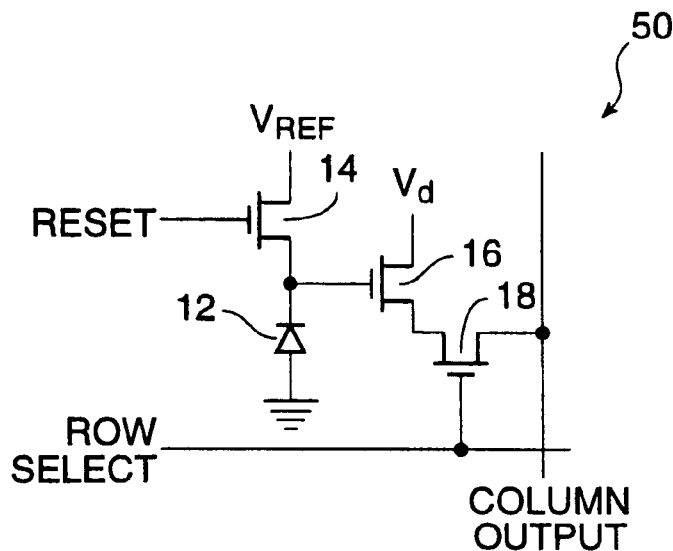 50
V_REF
14
RESET
V_d
16
18
12
ROW
SELECT
COLUMN
OUTPUT